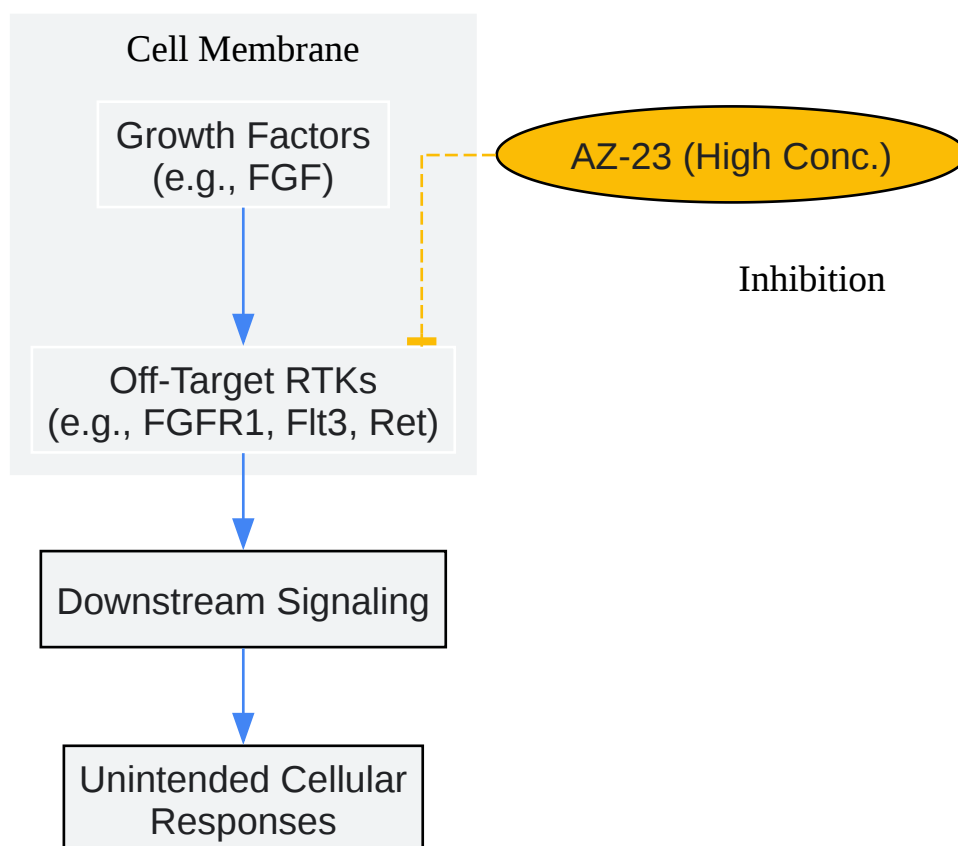 Cell Membrane
Growth Factors
(e.g., FGF)
AZ-23 (High Conc.)
Inhibition
Off-Target RTKs
(e.g., FGFR1, Flt3, Ret)
Downstream Signaling
Unintended Cellular
Responses